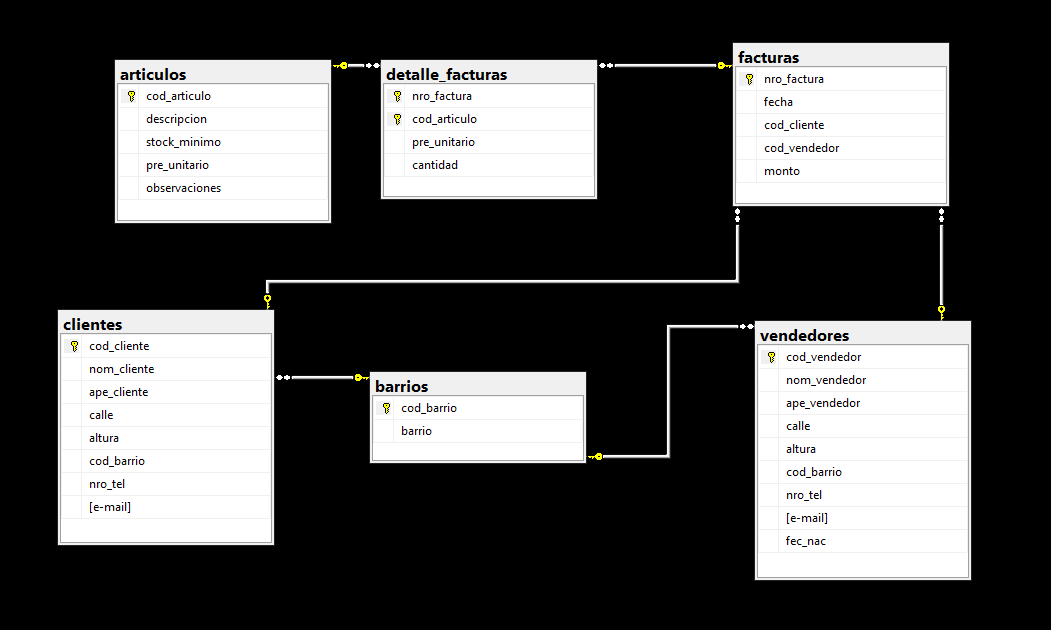 articulos
cod_articulo
descripcion
stock_minimo
pre_unitario
observaciones
detalle_facturas
nro_factura
cod_articulo
pre_unitario
cantidad
facturas
nro_factura
fecha
cod_cliente
cod_vendedor
monto
clientes
cod_cliente
nom_cliente
ape_cliente
calle
altura
cod_barrio
nro_tel
[e-mail]
barrios
cod_barrio
barrio
vendedores
cod_vendedor
nom_vendedor
ape_vendedor
calle
altura
cod_barrio
nro_tel
[e-mail]
fec_nac